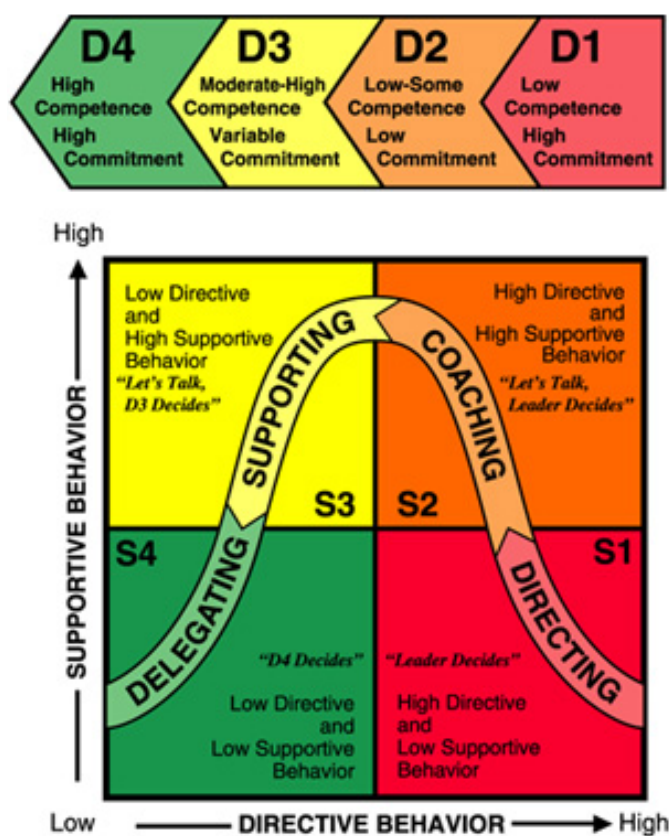 D4
High
Competence
High
Commitment
D3
Moderate-High
Competence
Variable
Commitment
D2
Low-Some
Competence
Low
Commitment
D1
Low
Competence
High
Commitment
High
SUPPORTIVE BEHAVIOR
Low Directive
and
High Supportive
Behavior
“Let's Talk,
D3 Decides”
SUPPORTING
S3
High Directive
and
High Supportive
Behavior
“Let's Talk,
Leader Decides”
COACHING
S2
S4
DELEGATING
“D4 Decides”
Low Directive
and
Low Supportive
Behavior
S1
DIRECTING
“Leader Decides”
High Directive
and
Low Supportive
Behavior
Low
DIRECTIVE BEHAVIOR
High